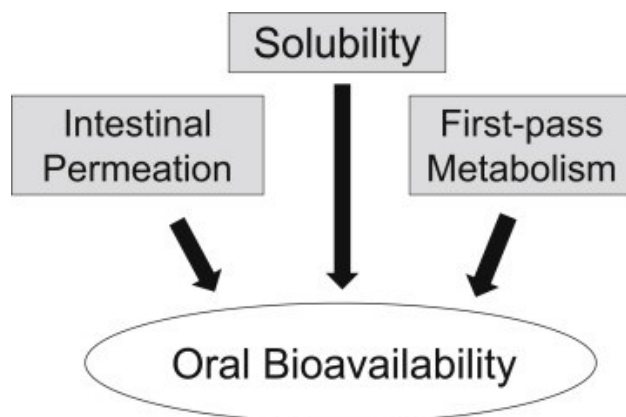 Solubility
Intestinal
Permeation
First-pass
Metabolism
Oral Bioavailability